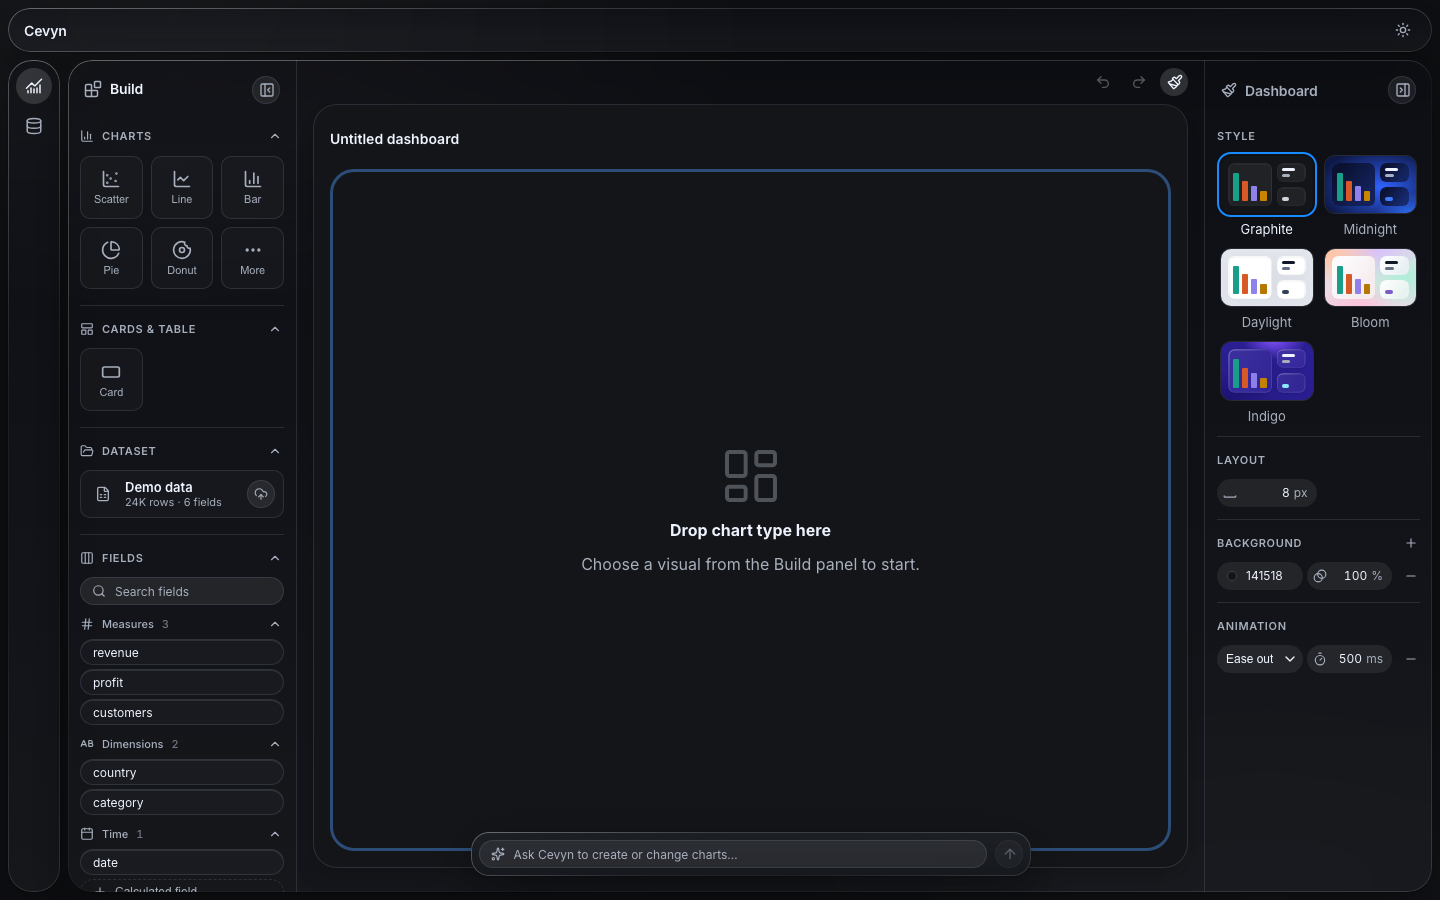 Cevyn
Build
CHARTS
Scatter
Line
Bar
Pie
Donut
More
CARDS & TABLE
Card
DATASET
Demo data
24K rows · 6 fields
FIELDS
Search fields
Measures 3
revenue
profit
customers
AB Dimensions 2
country
category
Time 1
date
Calculated field
Untitled dashboard
Drop chart type here
Choose a visual from the Build panel to start.
Ask Cevyn to create or change charts...
Dashboard
STYLE
Graphite
Midnight
Daylight
Bloom
Indigo
LAYOUT
8 px
BACKGROUND
141518
100 %
ANIMATION
Ease out
500 ms